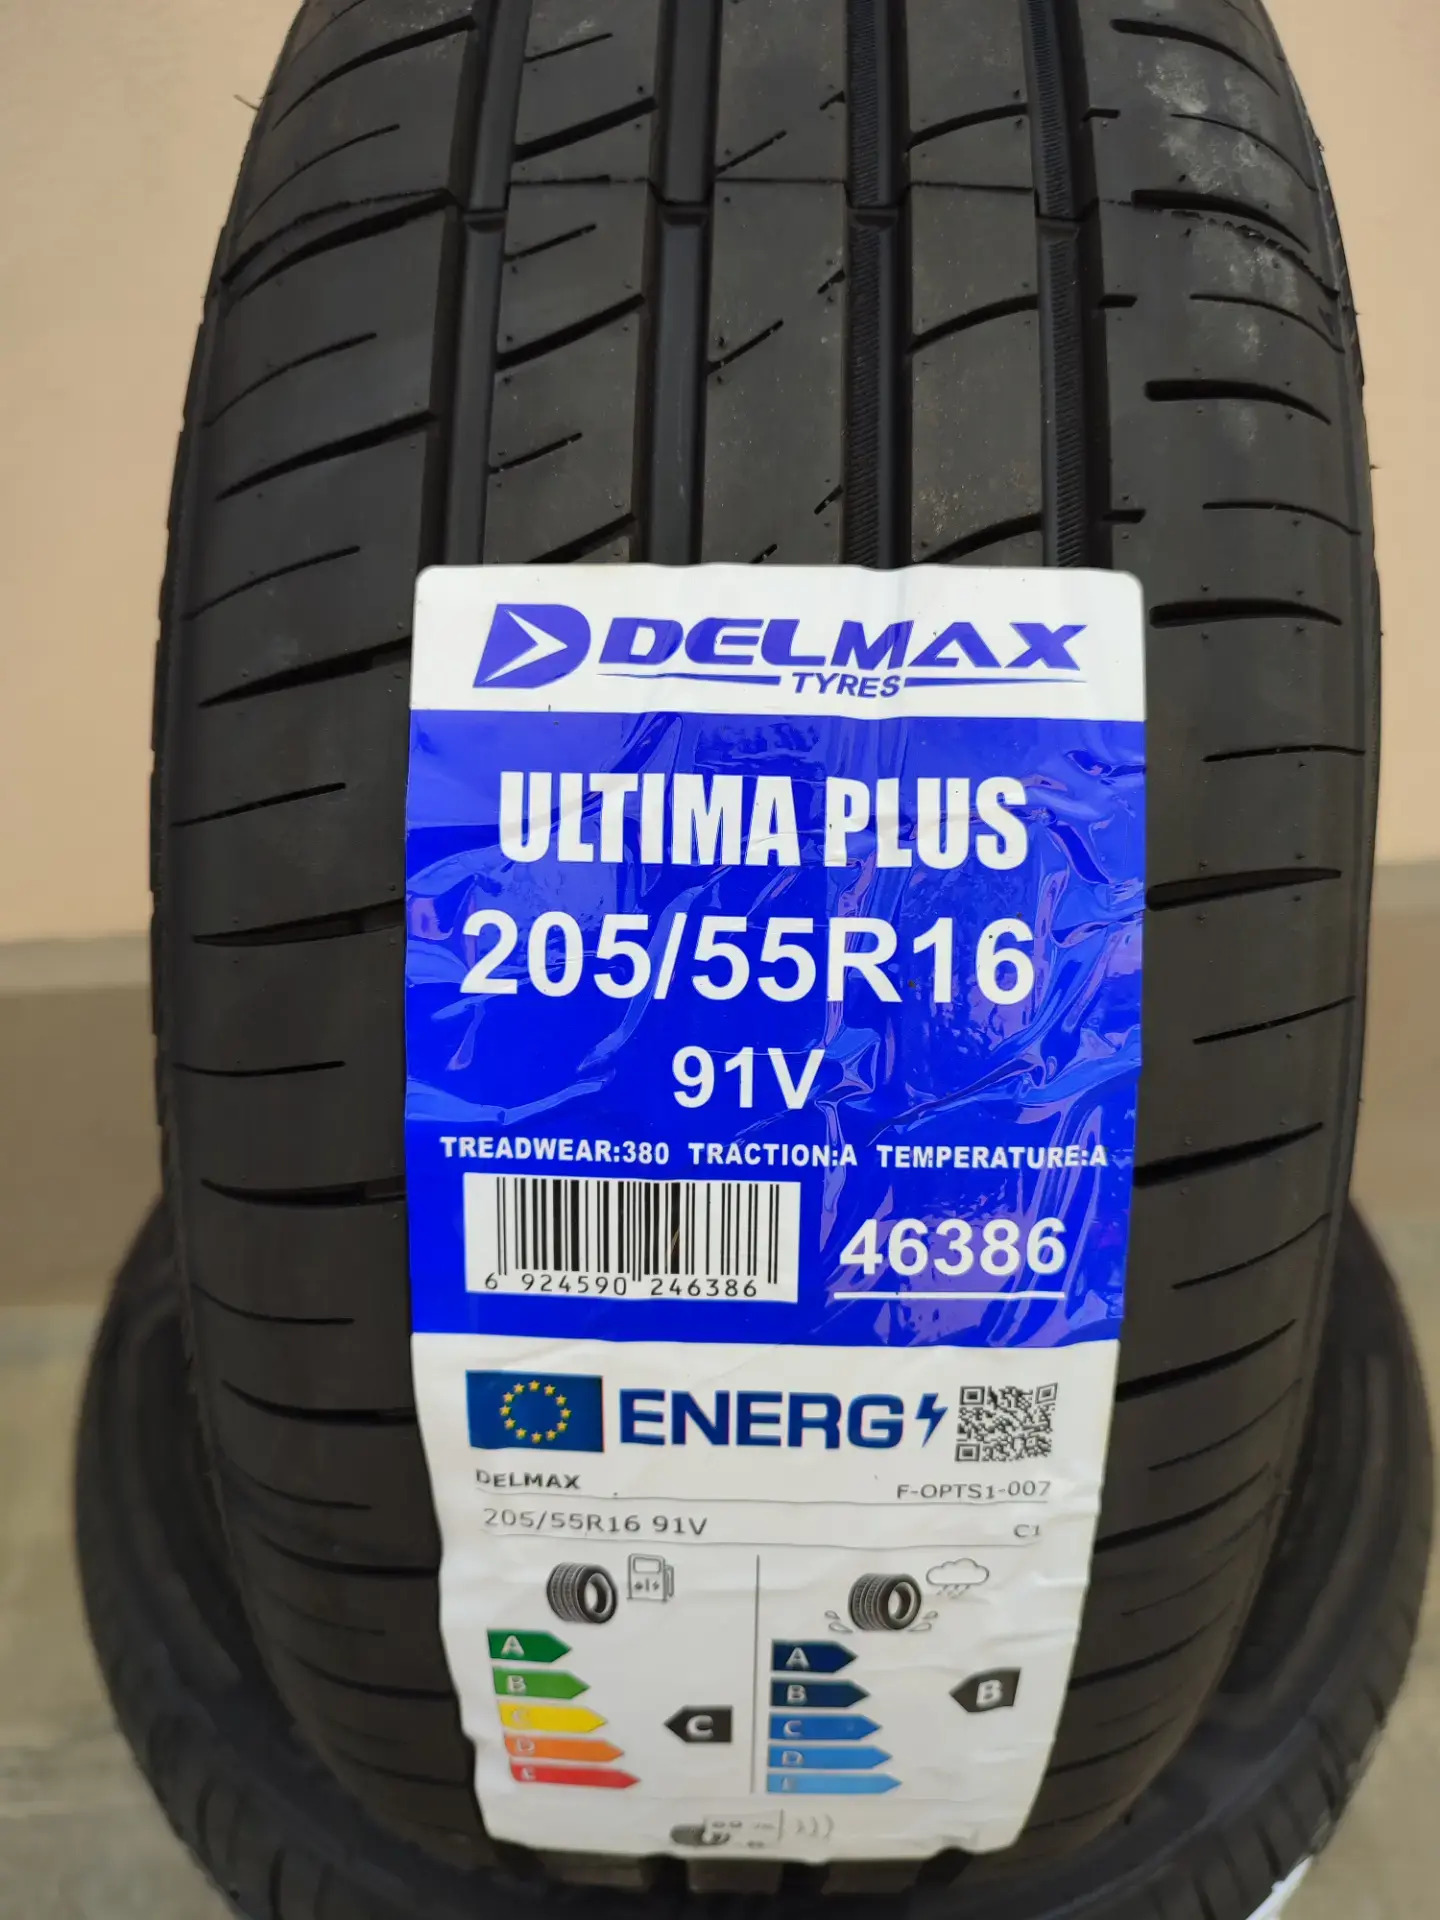 DELMAX
TYRES
ULTIMA PLUS
205/55R16
91V
TREADWEAR:380 TRACTION:A TEMPERATURE:A
6 924590 246386
46386
ENERG
DELMAX
F-OPTS1-007
205/55R16 91V
C1
A
B
C
D
E
C
A
B
C
D
E
B